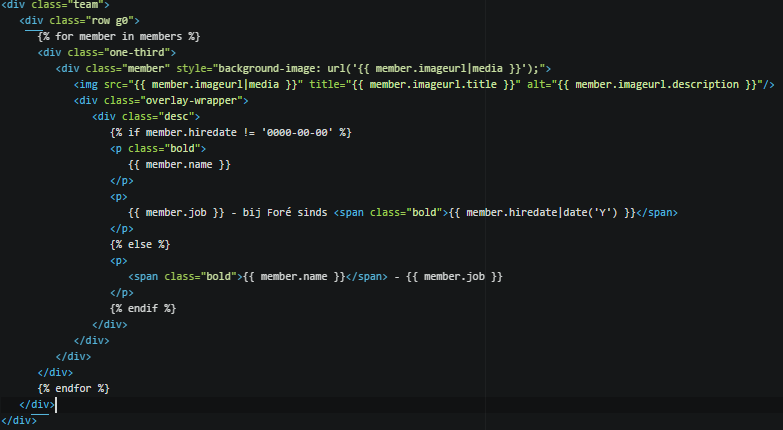 <div class="team">
<div class="row g0">
{% for member in members %}
<div class="one-third">
<div class="member" style="background-image: url('{{ member.imageurl|media }}');">
<img src="{{ member.imageurl|media }}" title="{{ member.imageurl.title }}" alt="{{ member.imageurl.description }}"/>
<div class="overlay-wrapper">
<div class="desc">
{% if member.hiredate != '0000-00-00' %}
<p class="bold">
{{ member.name }}
</p>
<p>
{{ member.job }} - bij Foré sinds <span class="bold">{{ member.hiredate|date('Y') }}</span>
</p>
{% else %}
<p>
<span class="bold">{{ member.name }}</span> - {{ member.job }}
</p>
{% endif %}
</div>
</div>
</div>
</div>
{% endfor %}
</div>
</div>